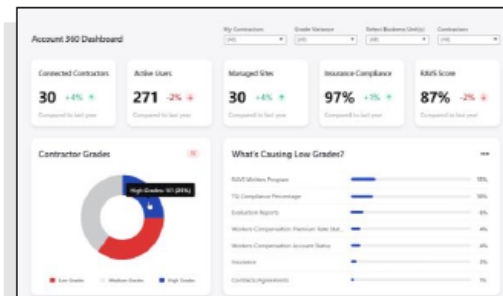 My Contractors Grade Variance Select Business Unit(s) Contractors
Account 360 Dashboard
(All) (All) (All) (All)
Connected Contractors Active Users Managed Sites Insurance Compliance RAVS Score
30 +4% 271 -2% 30 +4% 97% +1% 87% -2%
Compared to last year Compared to last year Compared to last year Compared to last year Compared to last year
Contractor Grades What's Causing Low Grades?
High Grades: (26%)
RAVS Written Program
TQ Compliance Percentage
Evaluation Reports
Workers Compensation Premium Rate Stat...
Workers Compensation Account Status
Insurance
Contracts/Agreements
Low Grades Medium Grades High Grades